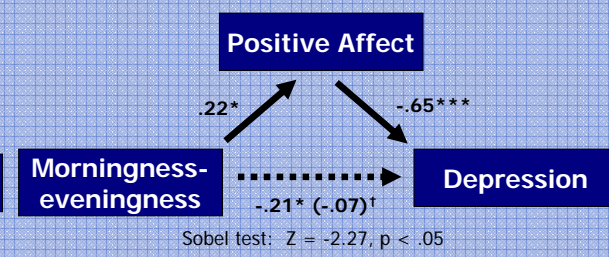 Positive Affect
.22*
-.65***
Morningness-
eveningness
Depression
-.21* (-.07)†
Sobel test: Z = -2.27, p < .05